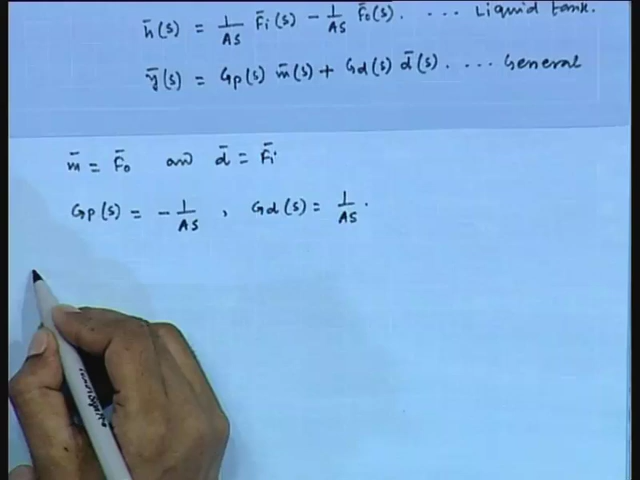 h̄(s) = 1/AS F̄i(s) - 1/AS F̄o(s). ... Liquid tank.
ȳ(s) = Gp(s) m̄(s) + Gd(s) d̄(s). ... General
m̄ = F̄o and d̄ = F̄i
Gp(s) = - 1/AS , Gd(s) = 1/AS.